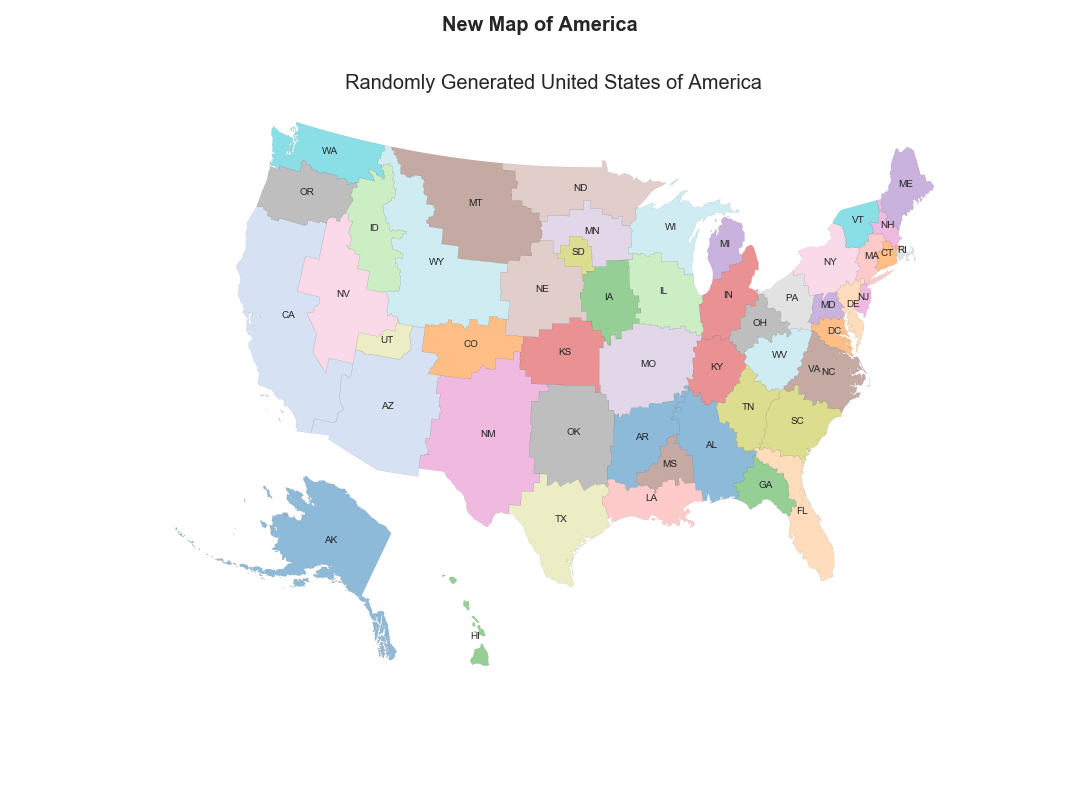 New Map of America
Randomly Generated United States of America
WA
ME
OR
ND
MT
VT
NH
ID
WI
MN
MI
SD
RI
CT
MA
WY
NY
NE
IA
IL
NV
IN
PA
DE
NJ
MD
CA
OH
DC
UT
CO
KS
WV
MO
KY
VA
NC
AZ
TN
SC
NM
OK
AR
AL
MS
GA
LA
FL
TX
AK
HI